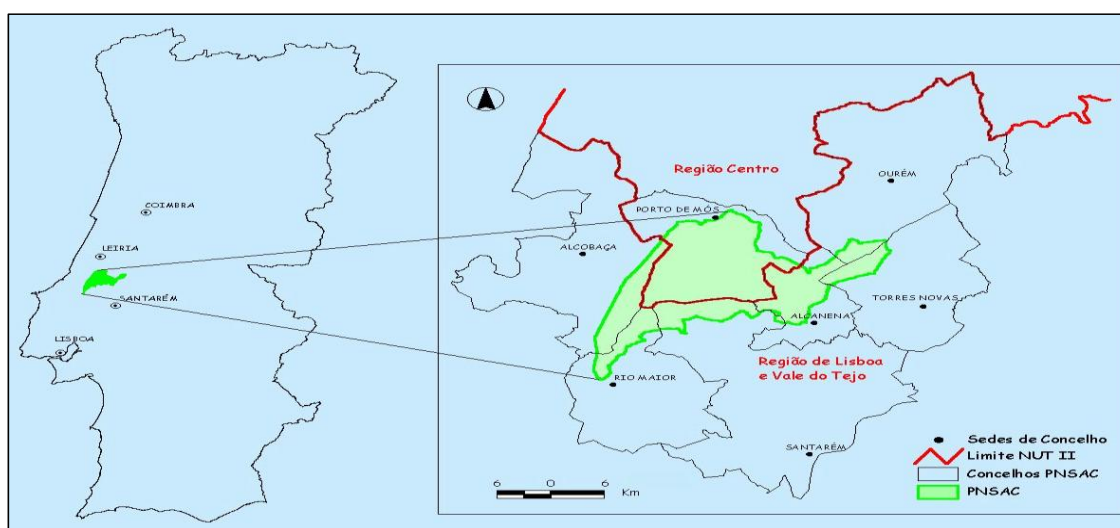 COIMBRA
LEIRIA
SANTARÉM
LISBOA
Região Centro
OURÉM
PORTO DE MÓS
ALCOBAÇA
TORRES NOVAS
ALCANENA
Região de Lisboa
e Vale do Tejo
RIO MAIOR
SANTARÉM
Sedes de Concelho
Limite NUT II
Concelhos PNSAC
PNSAC
6 0 6 Km